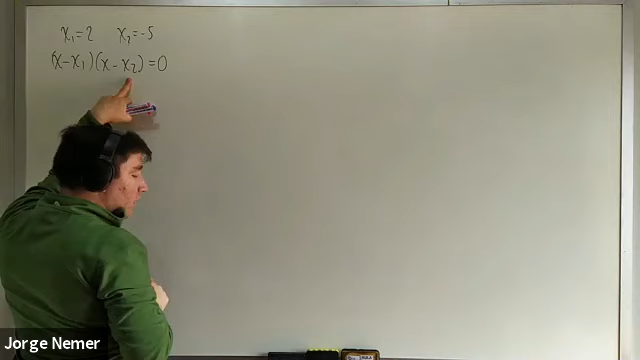 x₁=2 x₂=-5
(x-x₁)(x-x₂)=0
Jorge Nemer